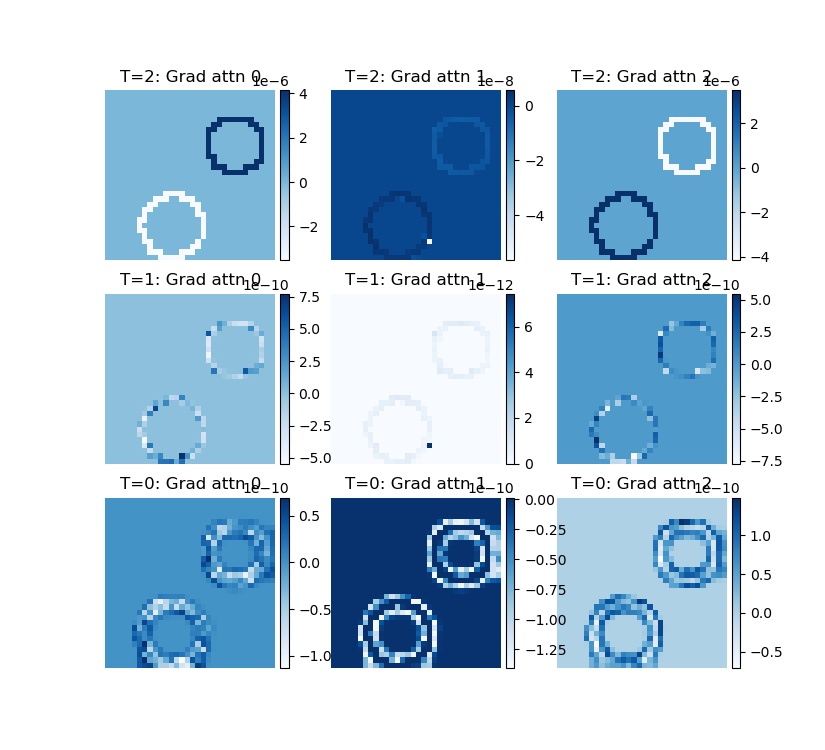 T=2: Grad attn 0
1e−6
4
2
0
−2
T=2: Grad attn 1
1e−8
0
−2
−4
T=2: Grad attn 2
1e−6
2
0
−2
−4
T=1: Grad attn 0
1e−10
7.5
5.0
2.5
0.0
−2.5
−5.0
T=1: Grad attn 1
1e−12
6
4
2
0
T=1: Grad attn 2
1e−10
5.0
2.5
0.0
−2.5
−5.0
−7.5
T=0: Grad attn 0
1e−10
0.5
0.0
−0.5
−1.0
T=0: Grad attn 1
1e−10
0.00
−0.25
−0.50
−0.75
−1.00
−1.25
T=0: Grad attn 2
1e−10
1.0
0.5
0.0
−0.5